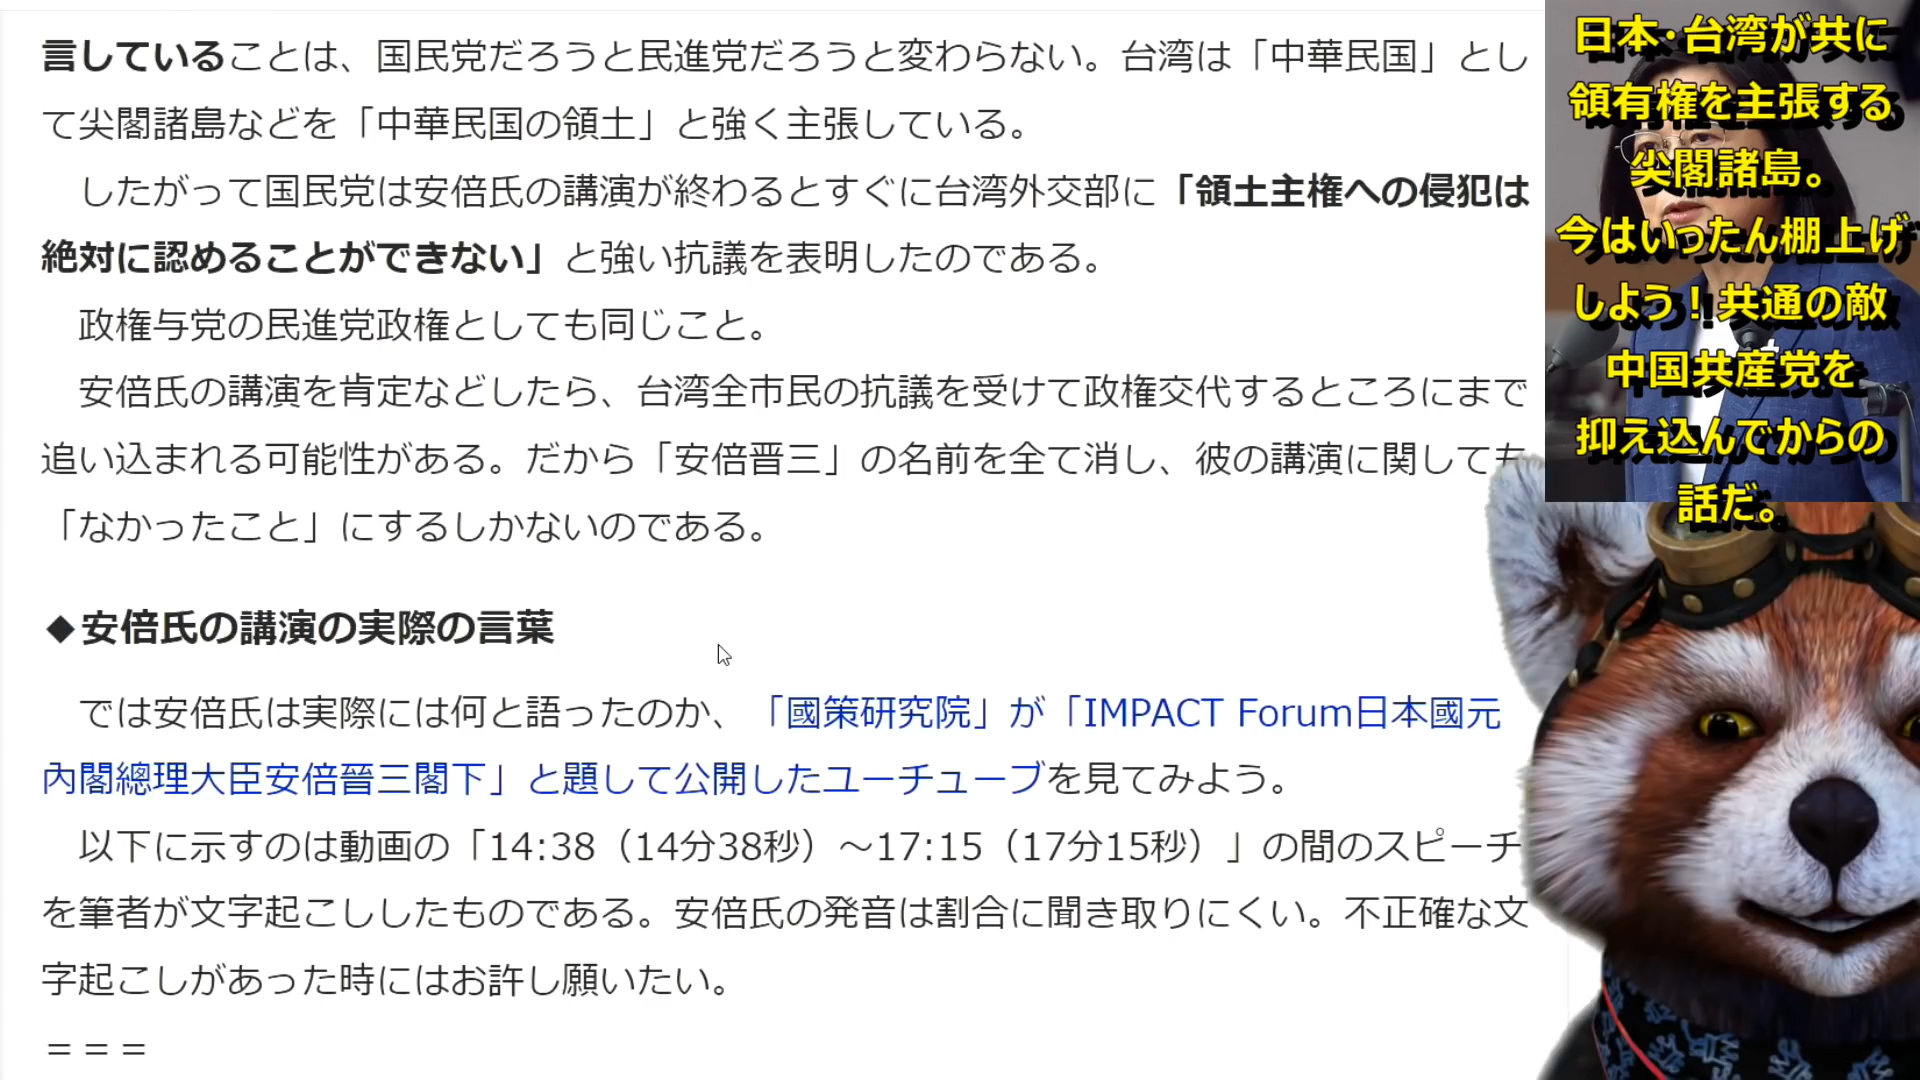 言していることは、国民党だろうと民進党だろうと変わらない。台湾は「中華民国」とし
て尖閣諸島などを「中華民国の領土」と強く主張している。
したがって国民党は安倍氏の講演が終わるとすぐに台湾外交部に「領土主権への侵犯は
絶対に認めることができない」と強い抗議を表明したのである。
政権与党の民進党政権としても同じこと。
安倍氏の講演を肯定などしたら、台湾全市民の抗議を受けて政権交代するところにまで
追い込まれる可能性がある。だから「安倍晋三」の名前を全て消し、彼の講演に関しても
「なかったこと」にするしかないのである。
◆安倍氏の講演の実際の言葉
では安倍氏は実際には何と語ったのか、「國策研究院」が「IMPACT Forum日本國元
內閣總理大臣安倍晉三閣下」と題して公開したユーチューブを見てみよう。
以下に示すのは動画の「14:38（14分38秒）～17:15（17分15秒）」の間のスピーチ
を筆者が文字起こししたものである。安倍氏の発音は割合に聞き取りにくい。不正確な文
字起こしがあった時にはお許し願いたい。
＝＝＝
日本･台湾が共に
領有権を主張する
尖閣諸島。
今はいったん棚上げ
しよう！共通の敵
中国共産党を
抑え込んでからの
話だ。